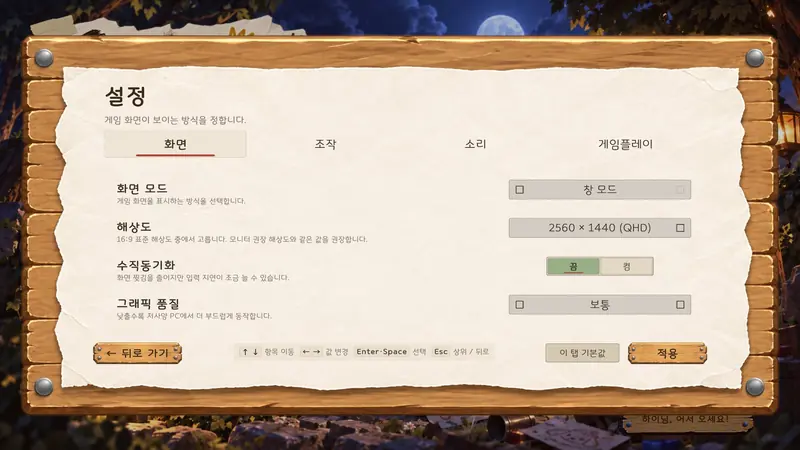 설정
게임 화면이 보이는 방식을 정합니다.
화면 조작 소리 게임플레이
화면 모드
게임 화면을 표시하는 방식을 선택합니다.
창 모드
해상도
16:9 표준 해상도 중에서 고릅니다. 모니터 권장 해상도와 같은 값을 권장합니다.
2560 × 1440 (QHD)
수직동기화
화면 찢김을 줄이지만 입력 지연이 조금 늘 수 있습니다.
끔 켬
그래픽 품질
낮출수록 저사양 PC에서 더 부드럽게 동작합니다.
보통
← 뒤로 가기
↑ ↓ 항목 이동 ← → 값 변경 Enter·Space 선택 Esc 상위 / 뒤로
이 탭 기본값
적용
하이님, 어서 오세요!